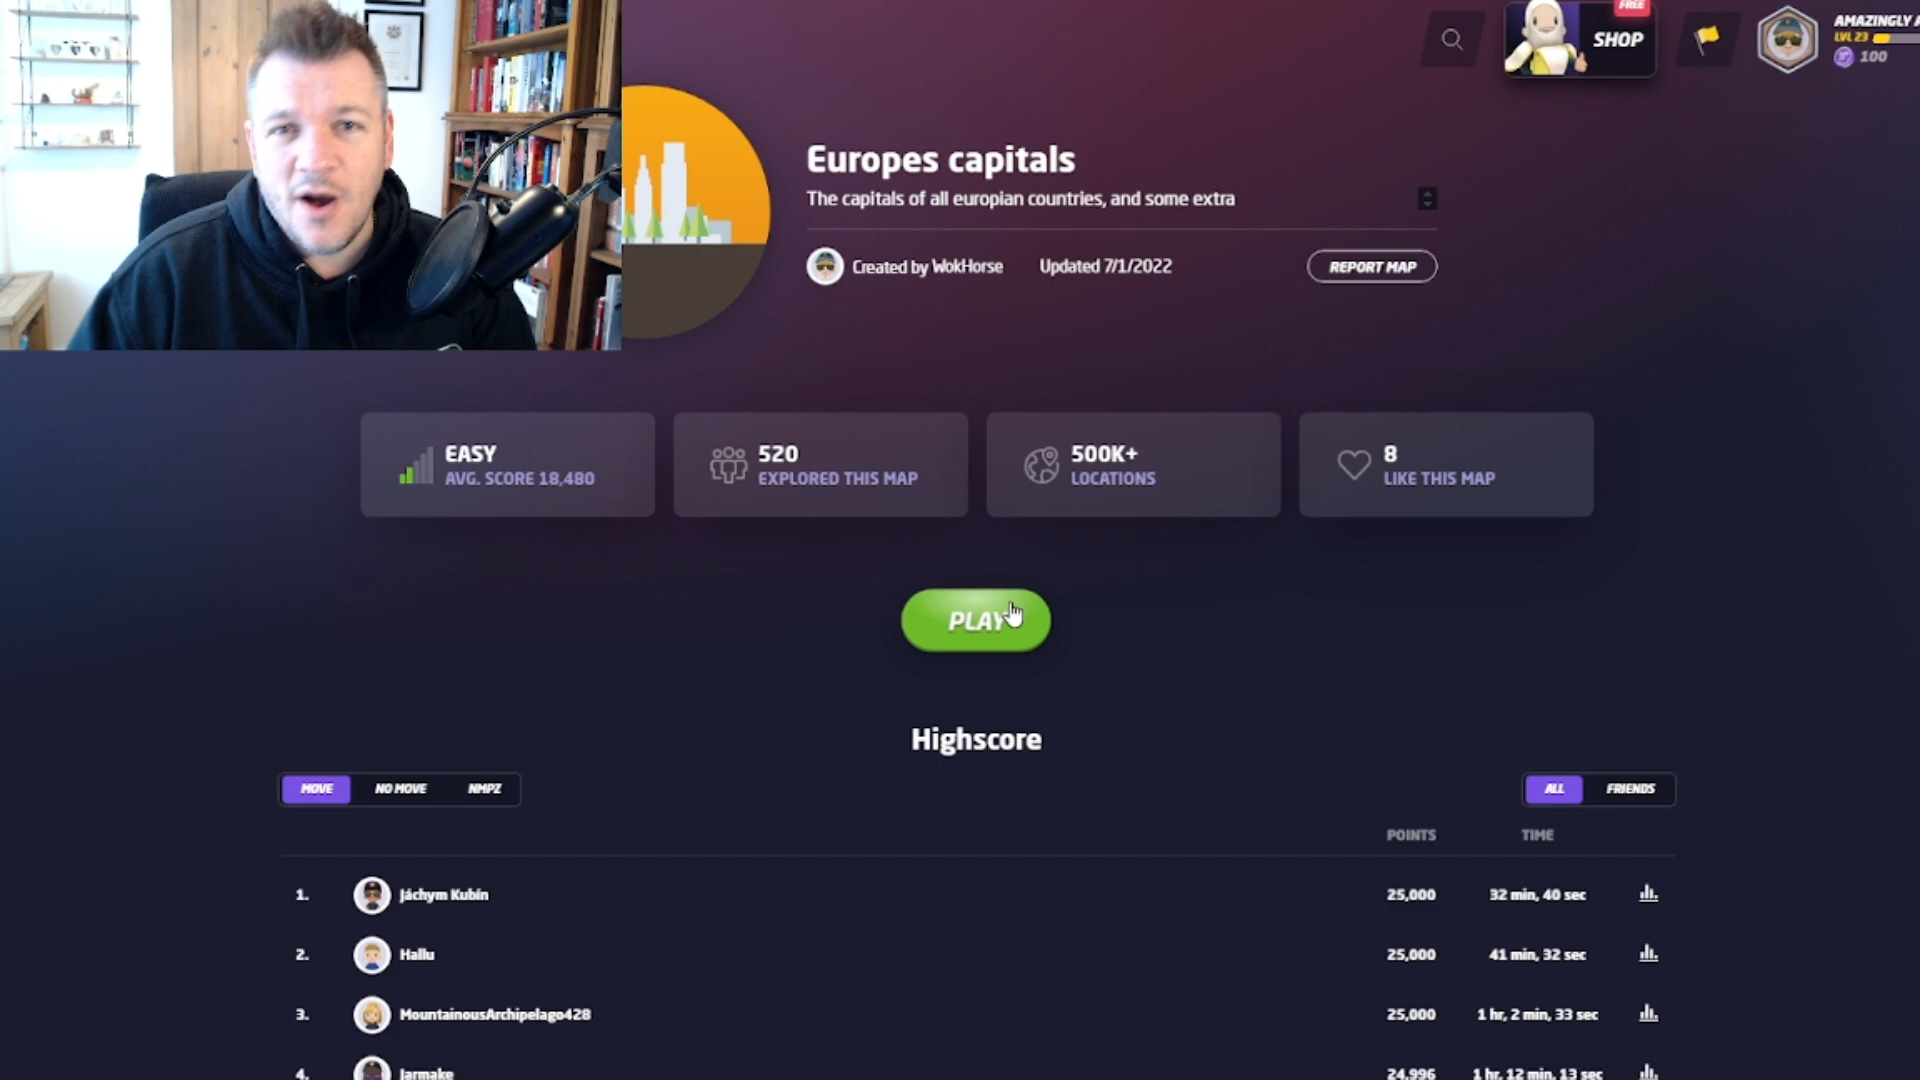 FREE
SHOP
AMAZINGLY A
LVL 23
100
Europes capitals
The capitals of all europian countries, and some extra
Created by WokHorse
Updated 7/1/2022
REPORT MAP
EASY
AVG. SCORE 18,480
520
EXPLORED THIS MAP
500K+
LOCATIONS
8
LIKE THIS MAP
PLAY
Highscore
MOVE NO MOVE NMPZ
ALL FRIENDS
POINTS TIME
1. Jáchym Kubín 25,000 32 min, 40 sec
2. Hallu 25,000 41 min, 32 sec
3. MountainousArchipelago428 25,000 1 hr, 2 min, 33 sec
4. Jarmake 24,996 1 hr, 12 min, 13 sec